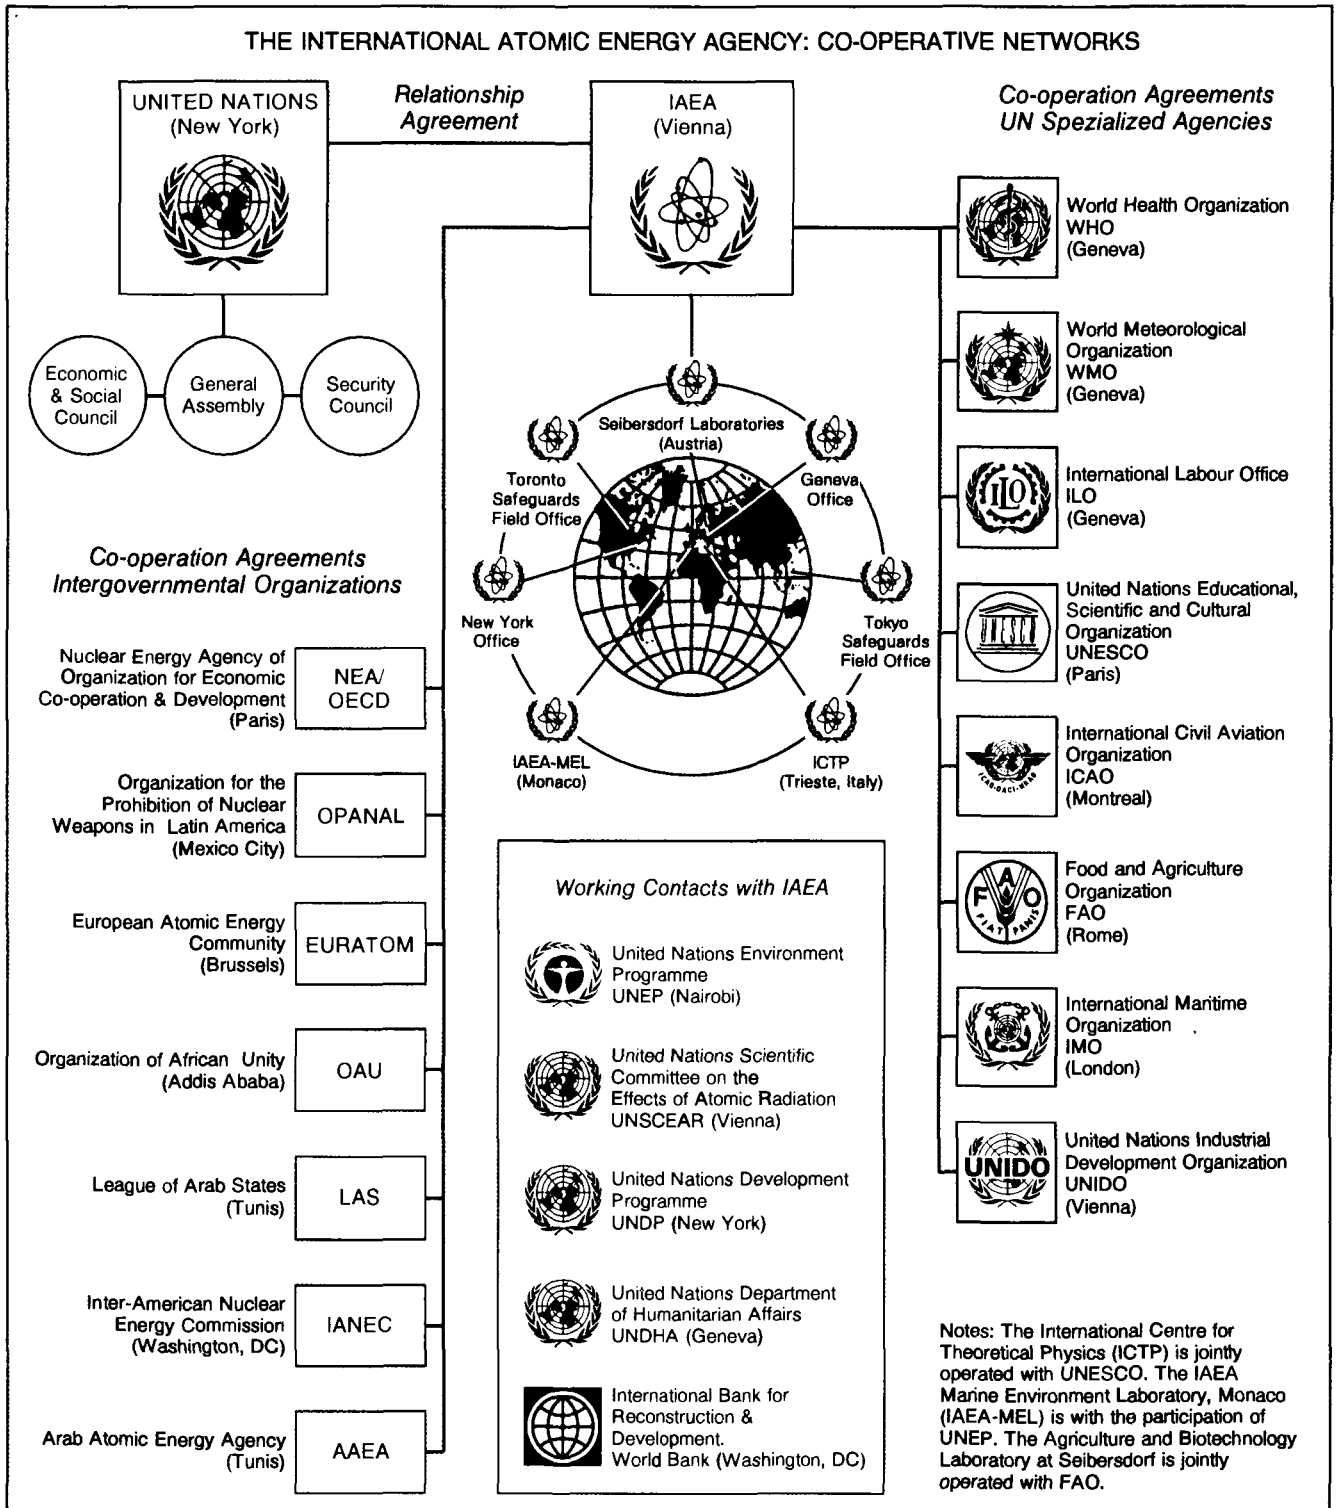 THE INTERNATIONAL ATOMIC ENERGY AGENCY: CO-OPERATIVE NETWORKS
UNITED NATIONS
(New York)
Relationship
Agreement
IAEA
(Vienna)
Economic
& Social
Council
General
Assembly
Security
Council
Seibersdorf Laboratories
(Austria)
Toronto
Safeguards
Field Office
Geneva
Office
New York
Office
Tokyo
Safeguards
Field Office
IAEA-MEL
(Monaco)
ICTP
(Trieste, Italy)
Co-operation Agreements
Intergovernmental Organizations
Nuclear Energy Agency of
Organization for Economic
Co-operation & Development
(Paris)
NEA/
OECD
Organization for the
Prohibition of Nuclear
Weapons in Latin America
(Mexico City)
OPANAL
European Atomic Energy
Community
(Brussels)
EURATOM
Organization of African Unity
(Addis Ababa)
OAU
League of Arab States
(Tunis)
LAS
Inter-American Nuclear
Energy Commission
(Washington, DC)
IANEC
Arab Atomic Energy Agency
(Tunis)
AAEA
Working Contacts with IAEA
United Nations Environment
Programme
UNEP (Nairobi)
United Nations Scientific
Committee on the
Effects of Atomic Radiation
UNSCEAR (Vienna)
United Nations Development
Programme
UNDP (New York)
United Nations Department
of Humanitarian Affairs
UNDHA (Geneva)
International Bank for
Reconstruction &
Development.
World Bank (Washington, DC)
Co-operation Agreements
UN Spezialized Agencies
World Health Organization
WHO
(Geneva)
World Meteorological
Organization
WMO
(Geneva)
ILO
International Labour Office
ILO
(Geneva)
UNESCO
United Nations Educational,
Scientific and Cultural
Organization
UNESCO
(Paris)
International Civil Aviation
Organization
ICAO
(Montreal)
FAO
FIAT PANIS
Food and Agriculture
Organization
FAO
(Rome)
International Maritime
Organization
IMO
(London)
UNIDO
United Nations Industrial
Development Organization
UNIDO
(Vienna)
Notes: The International Centre for
Theoretical Physics (ICTP) is jointly
operated with UNESCO. The IAEA
Marine Environment Laboratory, Monaco
(IAEA-MEL) is with the participation of
UNEP. The Agriculture and Biotechnology
Laboratory at Seibersdorf is jointly
operated with FAO.